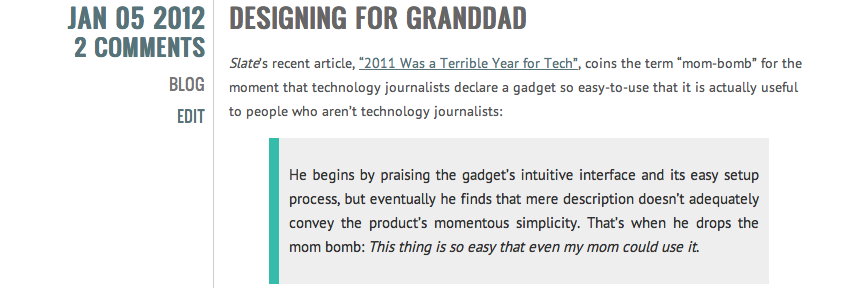 JAN 05 2012
2 COMMENTS
BLOG
EDIT
DESIGNING FOR GRANDDAD
Slate's recent article, “2011 Was a Terrible Year for Tech”, coins the term “mom-bomb” for the
moment that technology journalists declare a gadget so easy-to-use that it is actually useful
to people who aren’t technology journalists:
He begins by praising the gadget’s intuitive interface and its easy setup
process, but eventually he finds that mere description doesn’t adequately
convey the product’s momentous simplicity. That’s when he drops the
mom bomb: This thing is so easy that even my mom could use it.